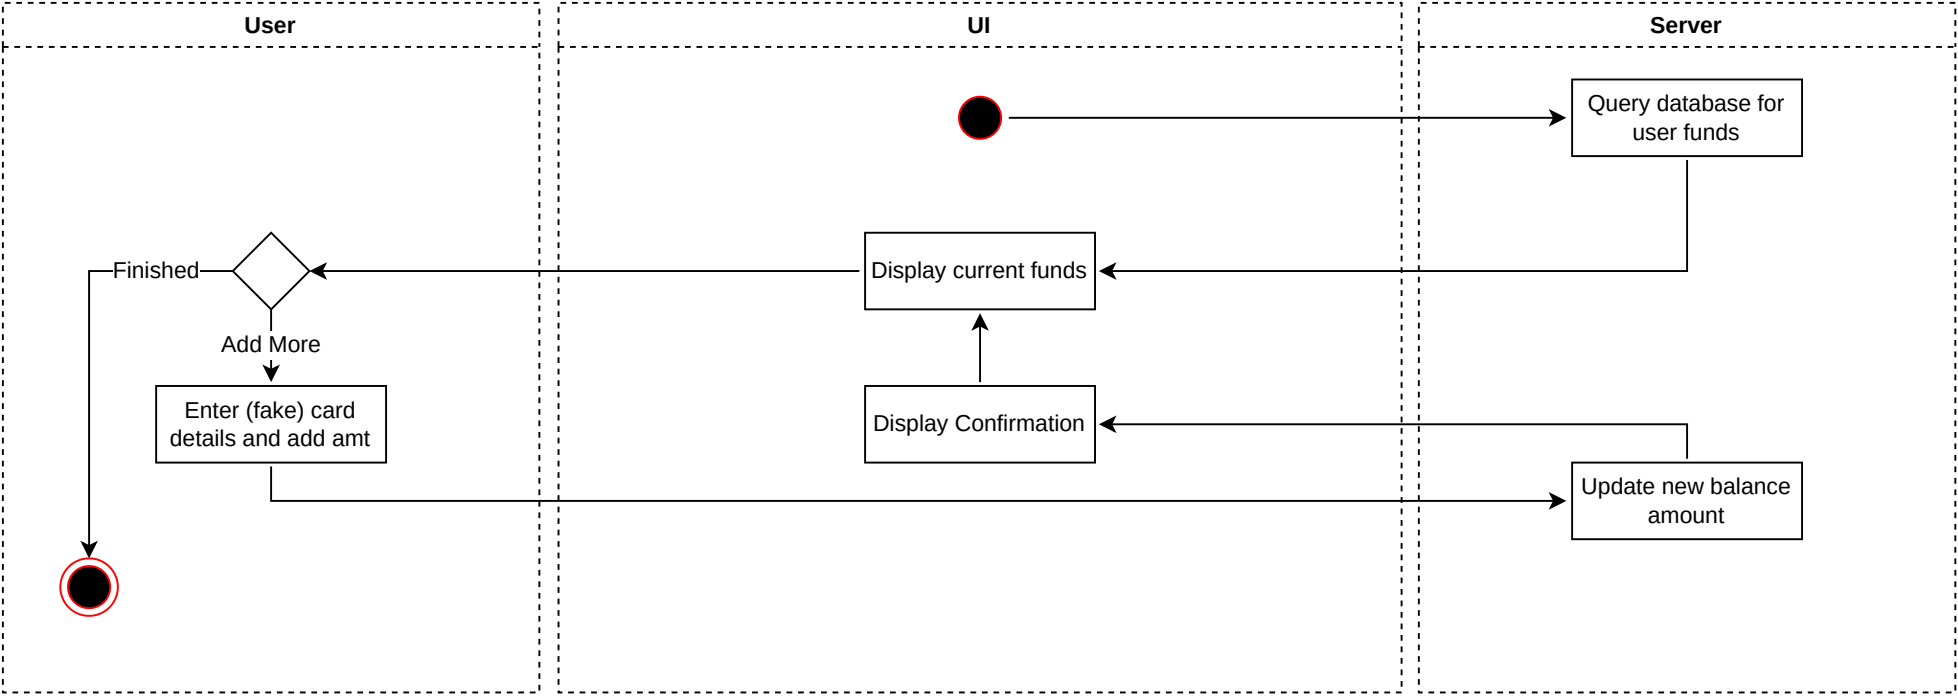 User
UI
Server
Query database for
user funds
Finished
Display current funds
Add More
Enter (fake) card
details and add amt
Display Confirmation
Update new balance
amount